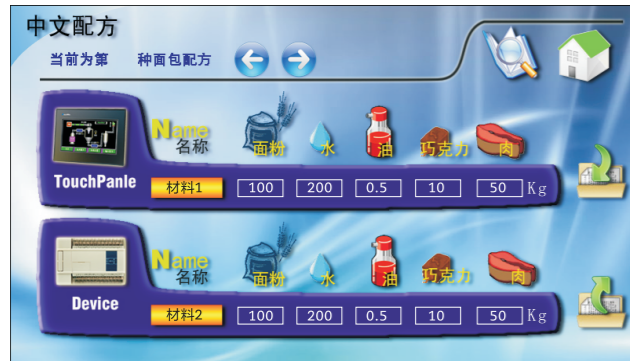 中文配方
当前为第 种面包配方
Name
名称 面粉 水 油 巧克力 肉
TouchPanle
材料1 100 200 0.5 10 50 Kg
Name
名称 面粉 水 油 巧克力 肉
Device
材料2 100 200 0.5 10 50 Kg